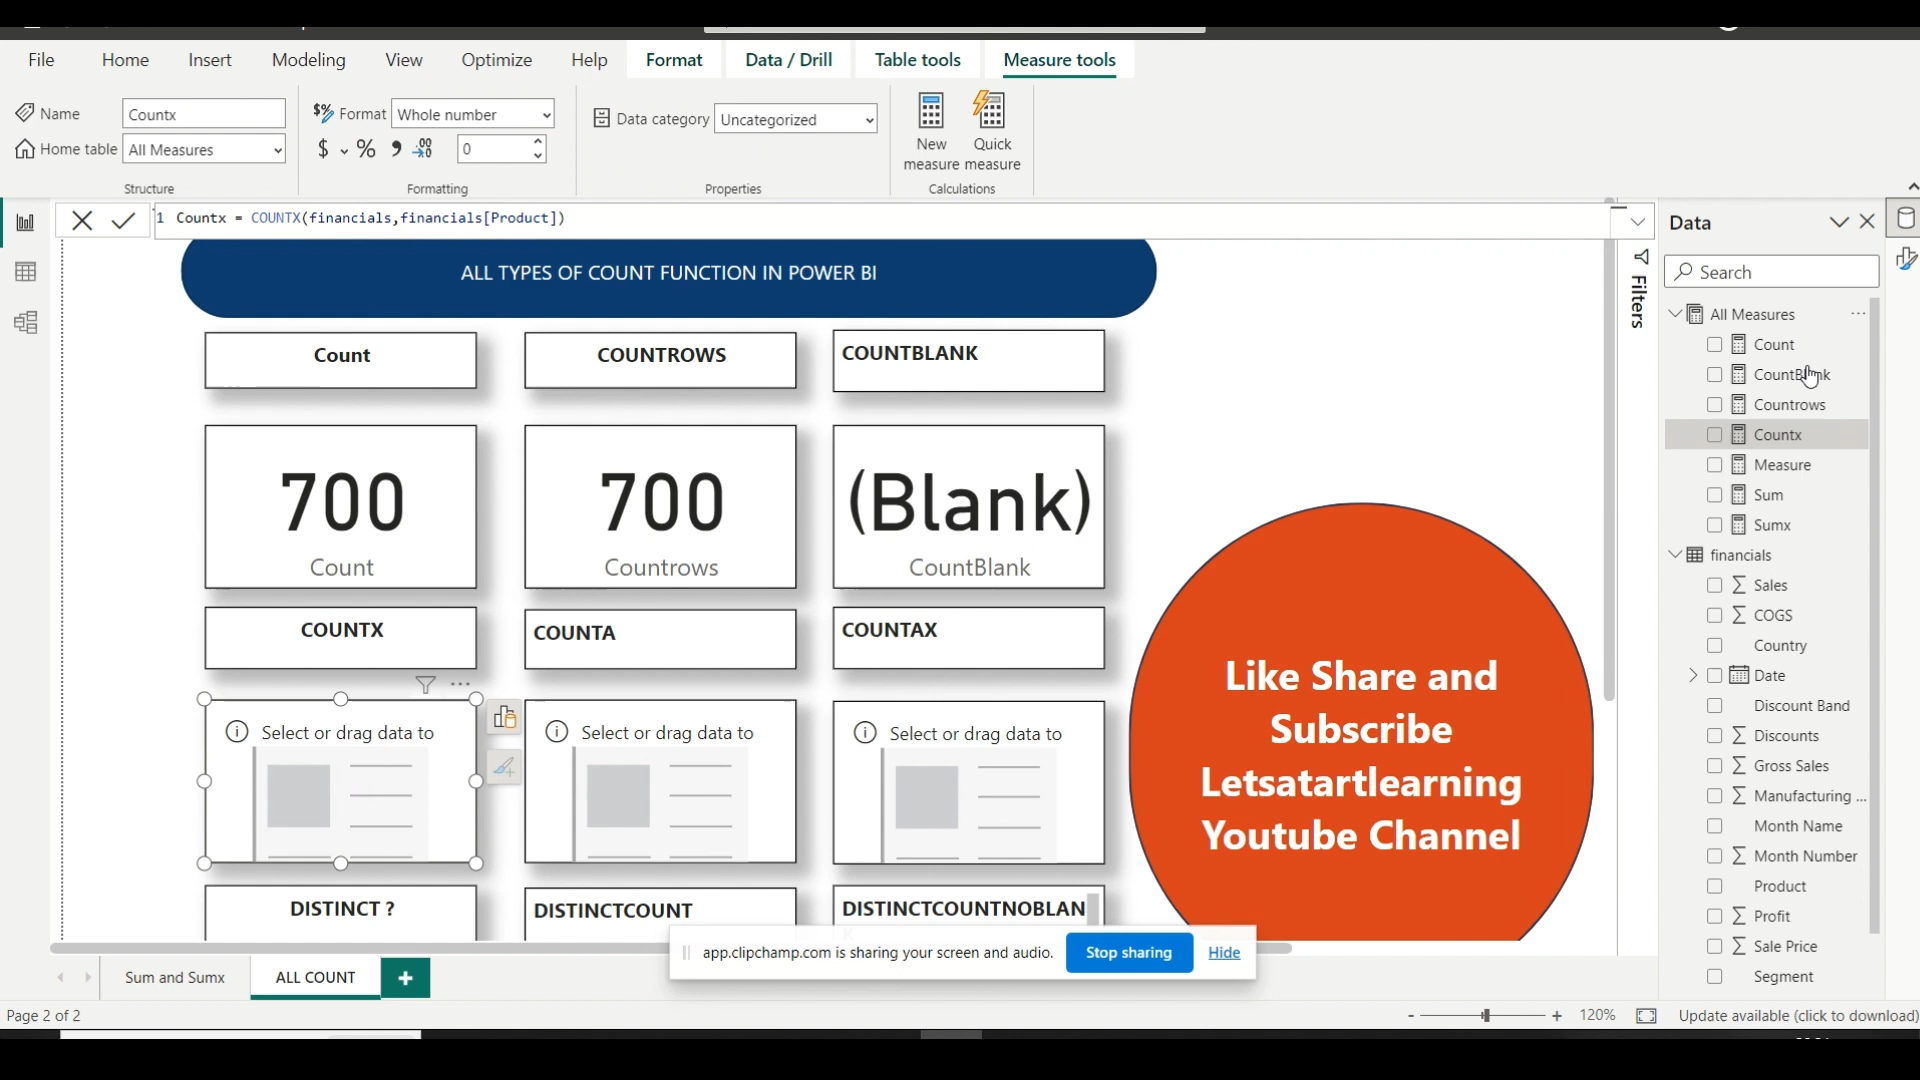 File Home Insert Modeling View Optimize Help Format Data / Drill Table tools Measure tools
Name Countx
Home table All Measures
Structure
Format Whole number
$ % , .00 0
Formatting
Data category Uncategorized
Properties
New measure
Quick measure
Calculations
1 Countx = COUNTX(financials,financials[Product])
ALL TYPES OF COUNT FUNCTION IN POWER BI
Count COUNTROWS COUNTBLANK
700 700 (Blank)
Count Countrows CountBlank
COUNTX COUNTA COUNTAX
Select or drag data to Select or drag data to Select or drag data to
DISTINCT ? DISTINCTCOUNT DISTINCTCOUNTNOBLAN
Like Share and
Subscribe
Letsatartlearning
Youtube Channel
Filters
Data
Search
All Measures
Count
Countrows
Countx
Measure
Sum
Sumx
financials
Sales
COGS
Country
Date
Discount Band
Discounts
Gross Sales
Manufacturing ...
Month Name
Month Number
Product
Profit
Sale Price
Segment
app.clipchamp.com is sharing your screen and audio. Stop sharing Hide
Sum and Sumx ALL COUNT +
Page 2 of 2
- + 120% Update available (click to download)